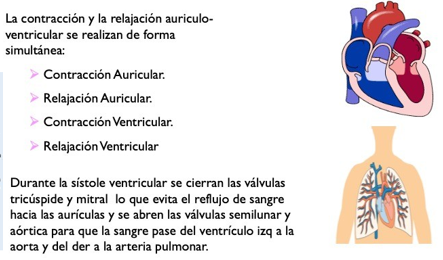 La contracción y la relajación auriculo-
ventricular se realizan de forma
simultánea:
Contracción Auricular.
Relajación Auricular.
Contracción Ventricular.
Relajación Ventricular
Durante la sístole ventricular se cierran las válvulas
tricúspide y mitral lo que evita el reflujo de sangre
hacia las aurículas y se abren las válvulas semilunar y
aórtica para que la sangre pase del ventrículo izq a la
aorta y del der a la arteria pulmonar.